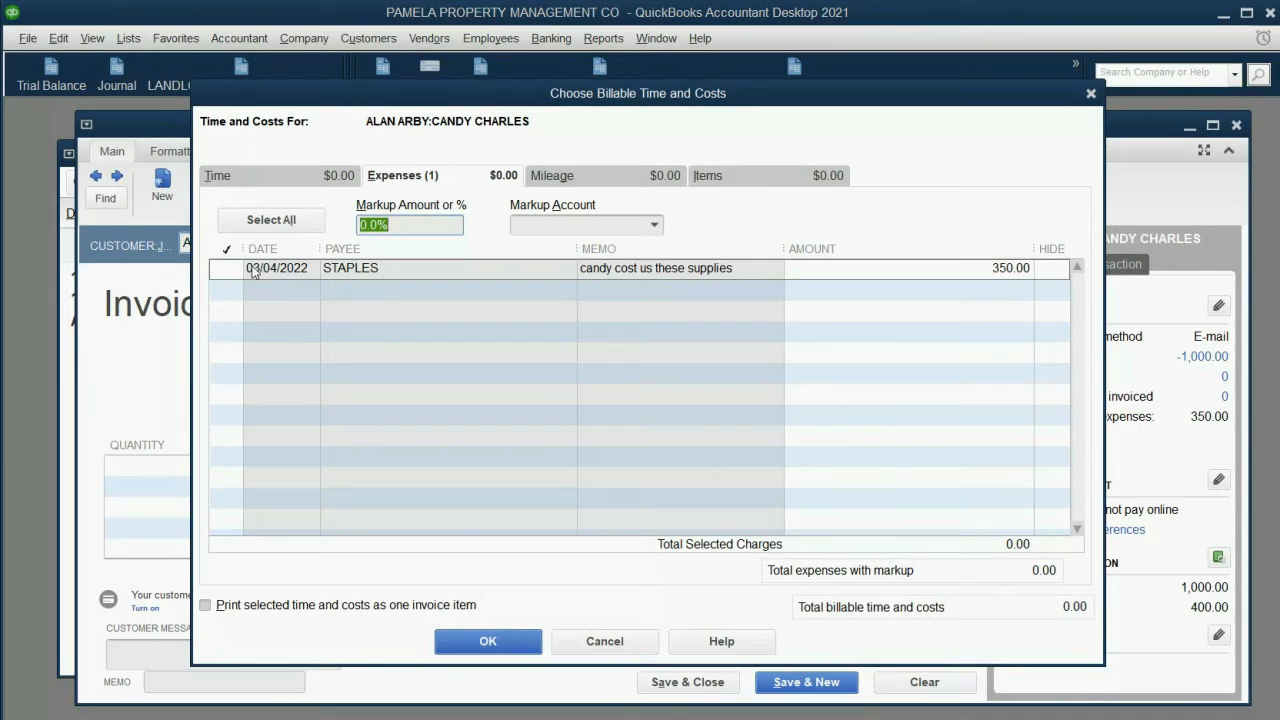 PAMELA PROPERTY MANAGEMENT CO - QuickBooks Accountant Desktop 2021
File Edit View Lists Favorites Accountant Company Customers Vendors Employees Banking Reports Window Help
Trial Balance Journal LANDLC » Search Company or Help
Choose Billable Time and Costs
Time and Costs For: ALAN ARBY:CANDY CHARLES
Main Formatt
Find New
Time $0.00 Expenses (1) $0.00 Mileage $0.00 Items $0.00
Select All Markup Amount or % Markup Account
0.0%
CUSTOMER:J... A
ANDY CHARLES
saction
✓ DATE PAYEE MEMO AMOUNT HIDE
03/04/2022 STAPLES candy cost us these supplies 350.00
Invoi
method E-mail
-1,000.00
0
invoiced 0
xpenses: 350.00
QUANTITY
not pay online
erences
ON
1,000.00
400.00
Total Selected Charges 0.00
Total expenses with markup 0.00
Print selected time and costs as one invoice item
Total billable time and costs 0.00
OK Cancel Help
Your custome
Turn on
CUSTOMER MESSA
MEMO
Save & Close Save & New Clear